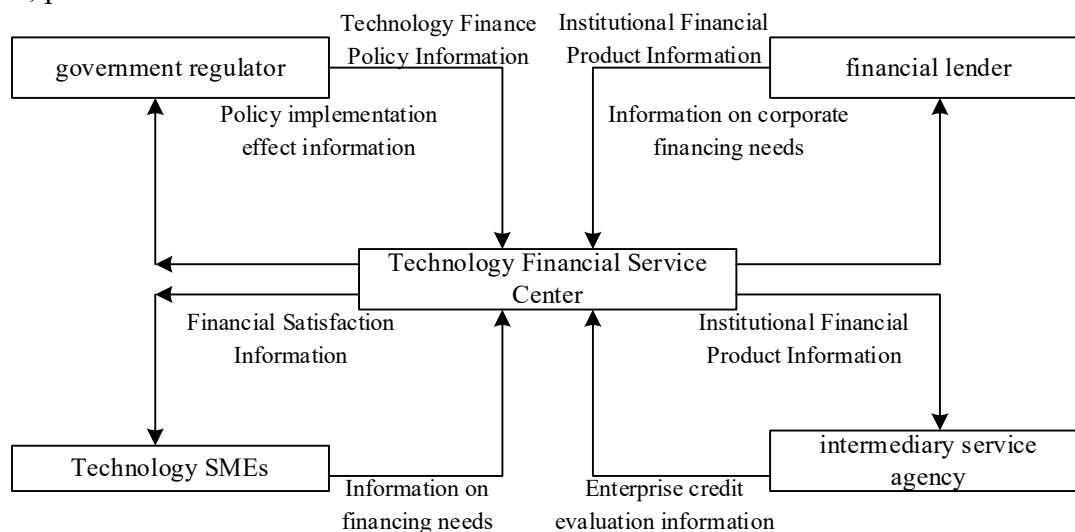 Technology Finance
Policy Information
Institutional Financial
Product Information
government regulator
financial lender
Policy implementation
effect information
Information on corporate
financing needs
Technology Financial Service
Center
Financial Satisfaction
Information
Institutional Financial
Product Information
Technology SMEs
intermediary service
agency
Information on
financing needs
Enterprise credit
evaluation information